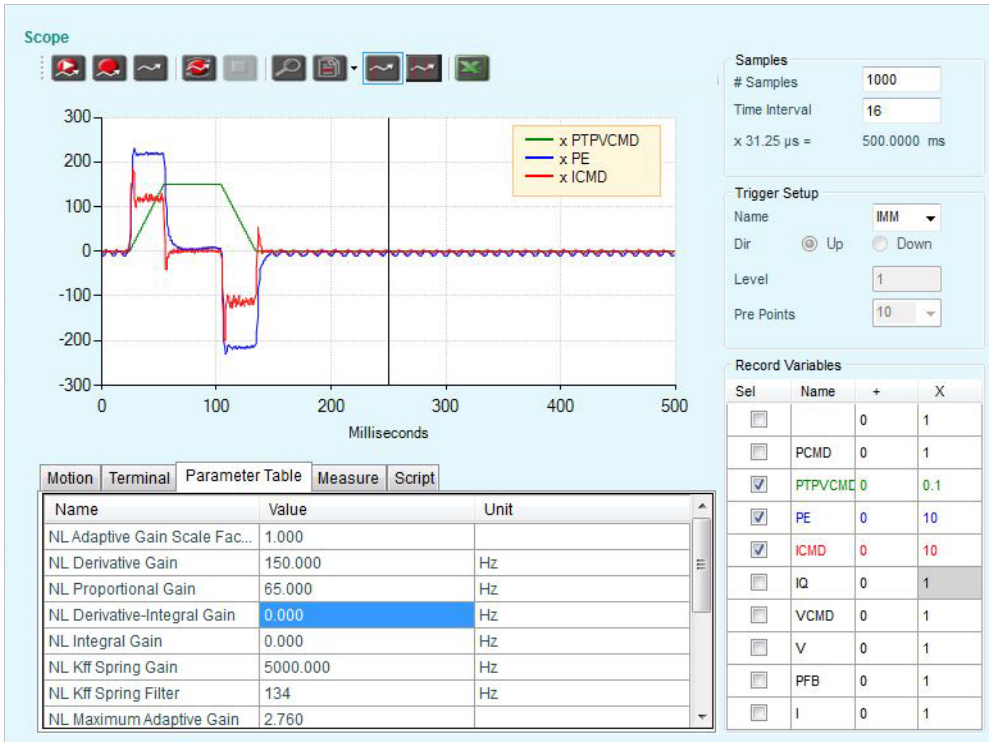 Scope
300
200
100
0
-100
-200
-300
0 100 200 300 400 500
Milliseconds
x PTPVCMD
x PE
x ICMD
Samples
# Samples 1000
Time Interval 16
x 31.25 µs = 500.0000 ms
Trigger Setup
Name IMM
Dir Up Down
Level 1
Pre Points 10
Record Variables
Sel Name + X
0 1
PCMD 0 1
PTPVCMD 0 0.1
PE 0 10
ICMD 0 10
IQ 0 1
VCMD 0 1
V 0 1
PFB 0 1
I 0 1
Motion Terminal Parameter Table Measure Script
Name Value Unit
NL Adaptive Gain Scale Fac... 1.000
NL Derivative Gain 150.000 Hz
NL Proportional Gain 65.000 Hz
NL Derivative-Integral Gain 0.000 Hz
NL Integral Gain 0.000 Hz
NL Kff Spring Gain 5000.000 Hz
NL Kff Spring Filter 134 Hz
NL Maximum Adaptive Gain 2.760